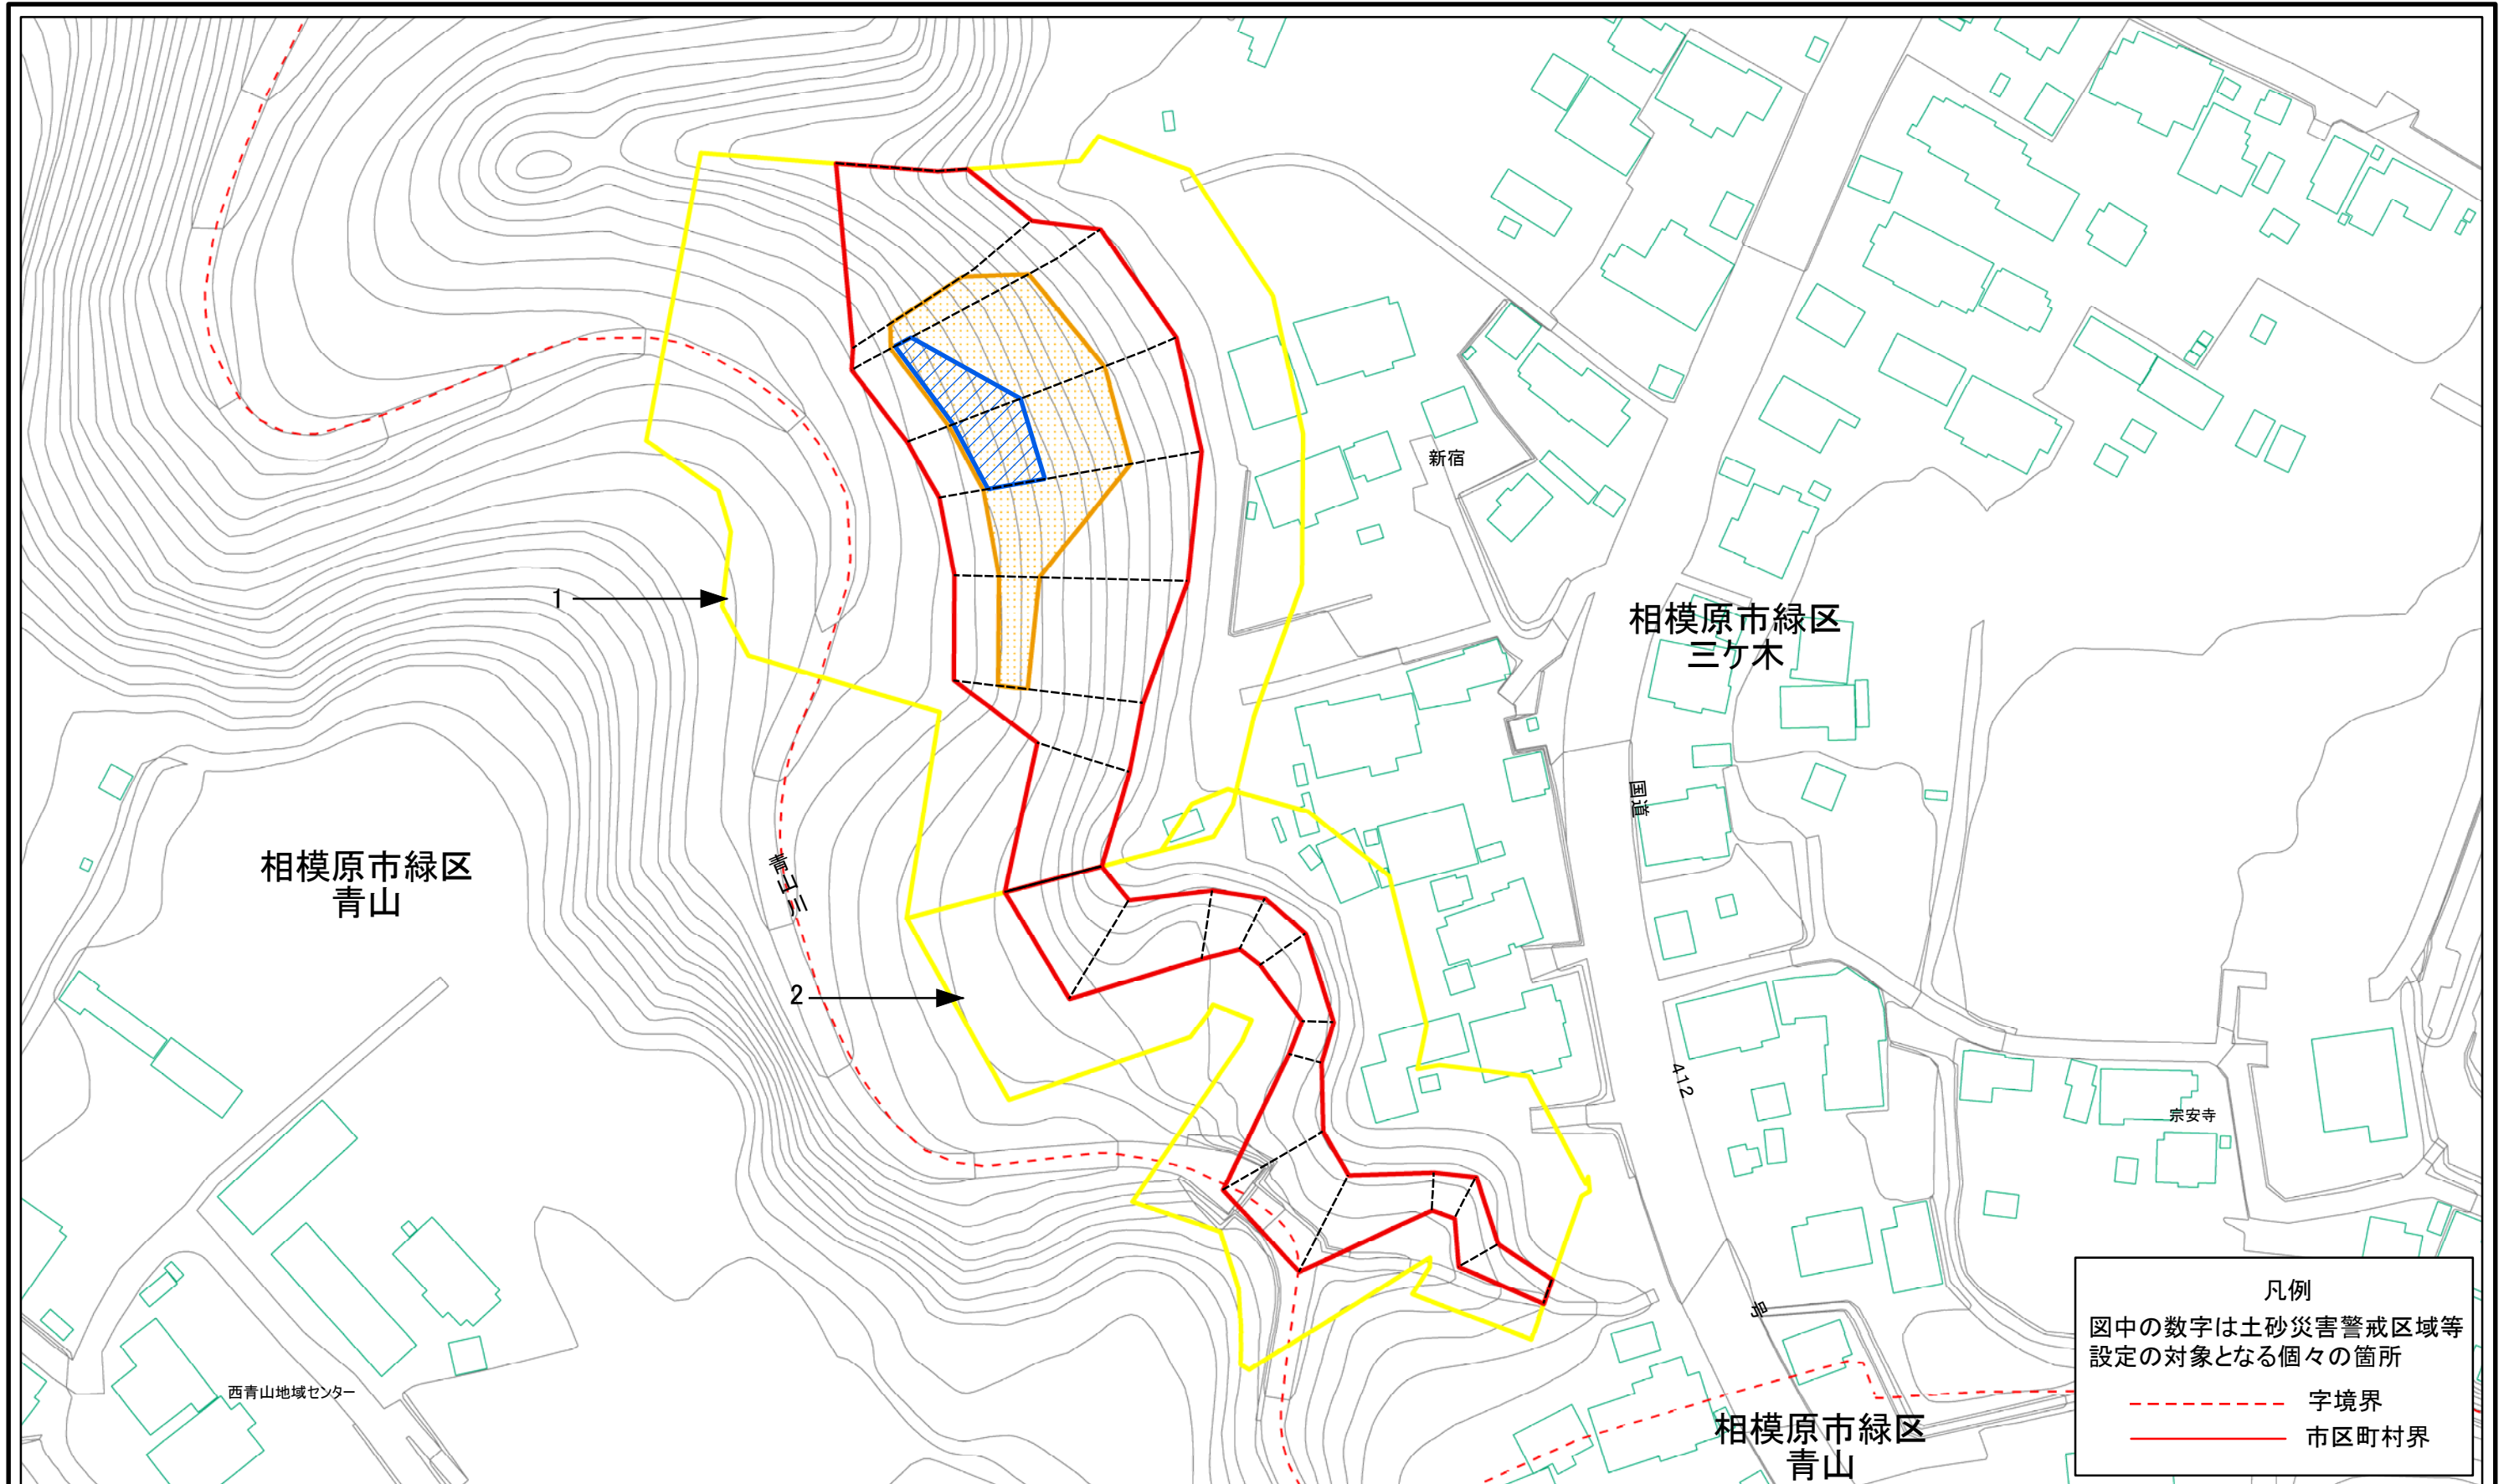 新宿
相模原市緑区
三ケ木
1
国道
相模原市緑区
青山
青山川
2
412
宗安寺
号
西青山地域センター
相模原市緑区
青山
凡例
図中の数字は土砂災害警戒区域等
設定の対象となる個々の箇所
字境界
市区町村界